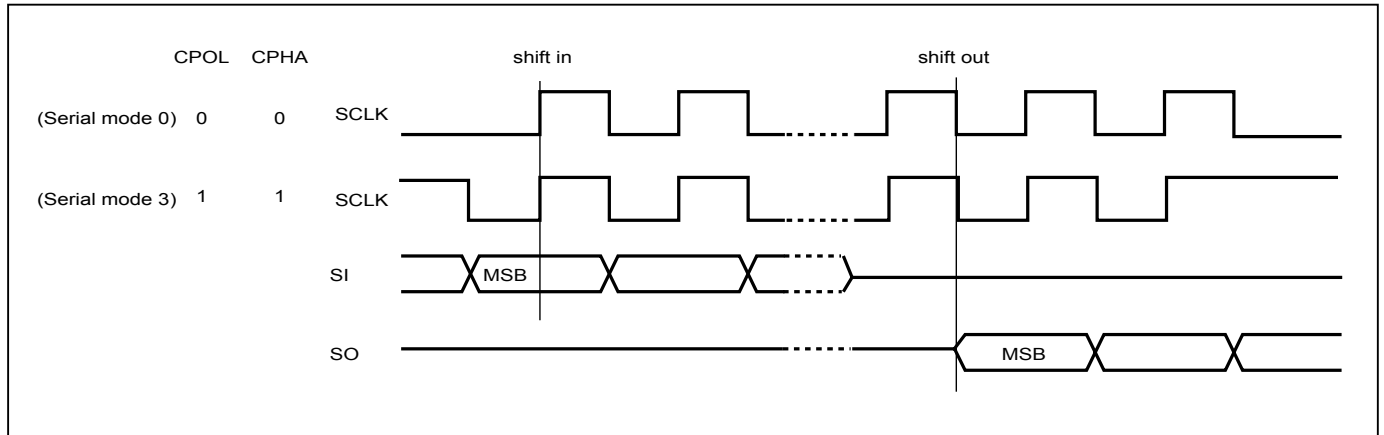 CPOL CPHA shift in shift out
(Serial mode 0) 0 0 SCLK
(Serial mode 3) 1 1 SCLK
SI MSB
SO MSB